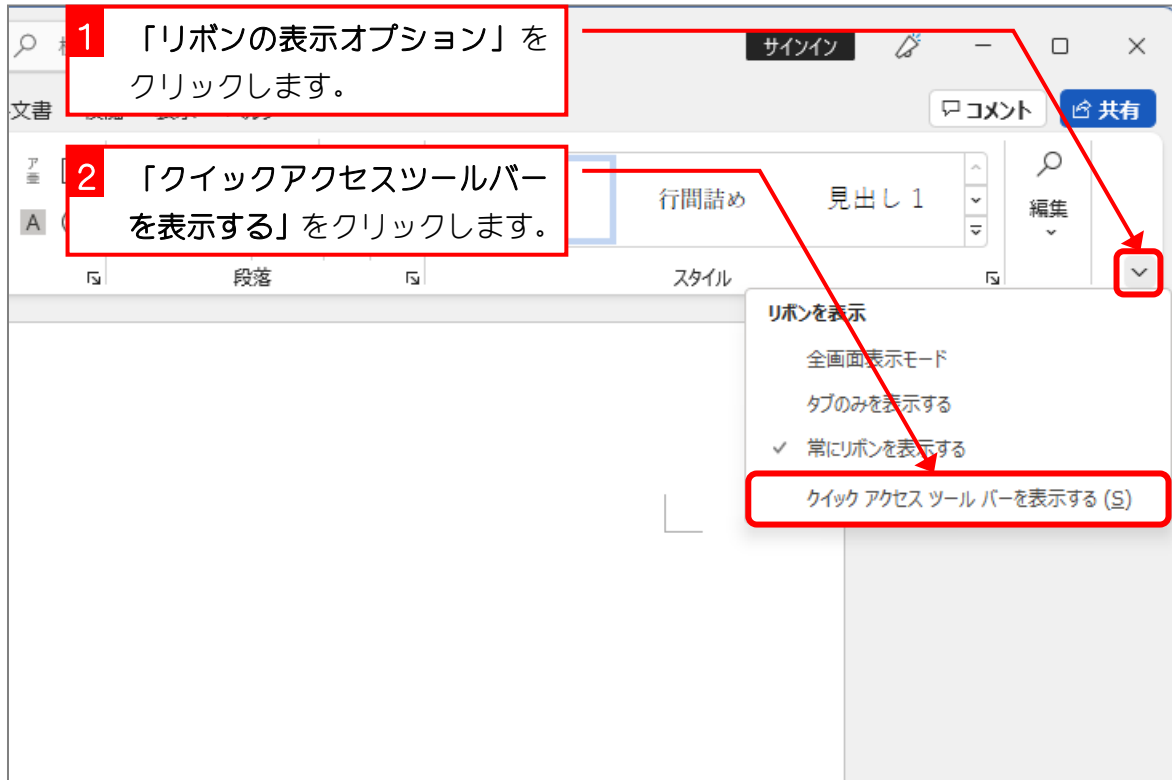 1 「リボンの表示オプション」を
クリックします。
サインイン
文書
コメント
共有
2 「クイックアクセスツールバー
を表示する」をクリックします。
ア
亜
A
行間詰め
見出し 1
編集
段落
スタイル
リボンを表示
全画面表示モード
タブのみを表示する
常にリボンを表示する
クイック アクセス ツール バーを表示する (S)